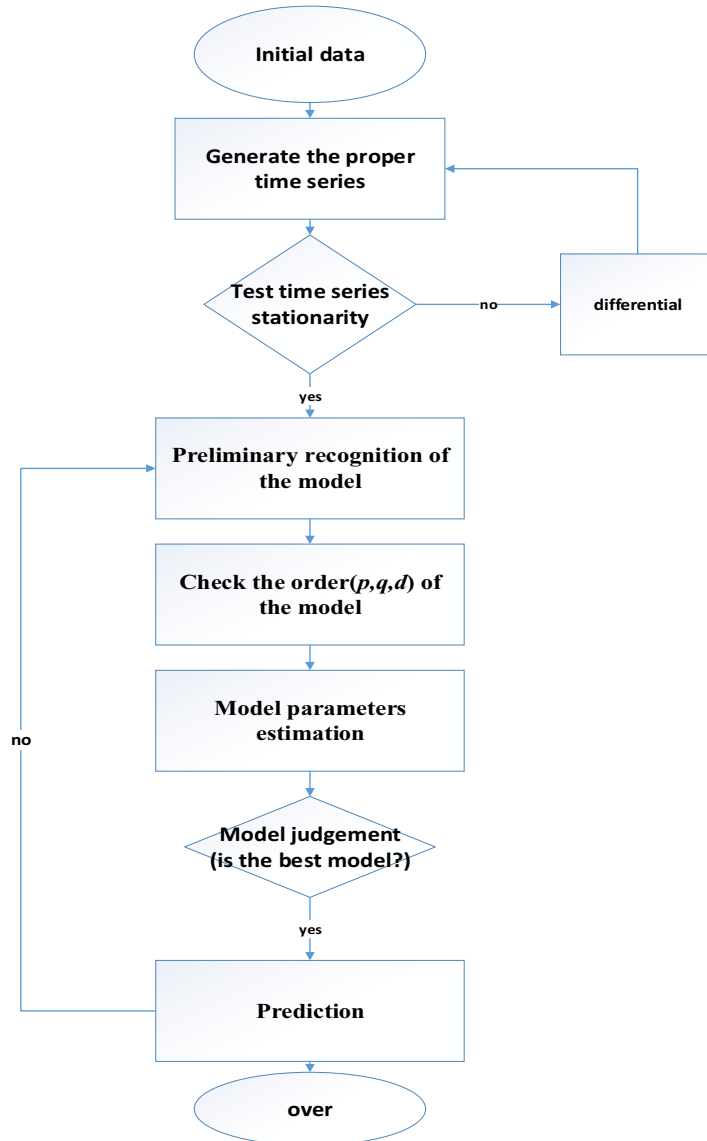 Initial data
Generate the proper
time series
Test time series
stationarity
no
differential
yes
Preliminary recognition of
the model
Check the order(p,q,d) of
the model
Model parameters
estimation
no
Model judgement
(is the best model?)
yes
Prediction
over